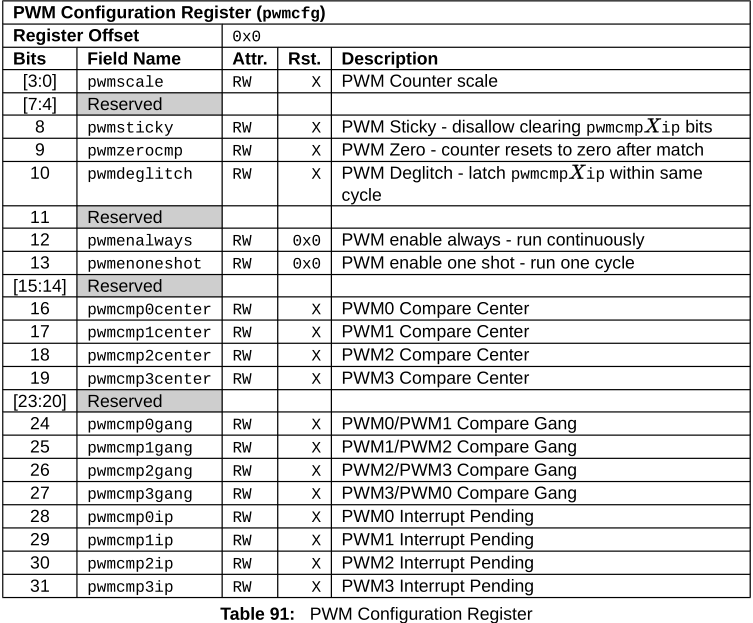 PWM Configuration Register (pwmcfg)
Register Offset 0x0
Bits Field Name Attr. Rst. Description
[3:0] pwmscale RW X PWM Counter scale
[7:4] Reserved
8 pwmsticky RW X PWM Sticky - disallow clearing pwmcmpXip bits
9 pwmzerocmp RW X PWM Zero - counter resets to zero after match
10 pwmdeglitch RW X PWM Deglitch - latch pwmcmpXip within same
cycle
11 Reserved
12 pwmenalways RW 0x0 PWM enable always - run continuously
13 pwmenoneshot RW 0x0 PWM enable one shot - run one cycle
[15:14] Reserved
16 pwmcmp0center RW X PWM0 Compare Center
17 pwmcmp1center RW X PWM1 Compare Center
18 pwmcmp2center RW X PWM2 Compare Center
19 pwmcmp3center RW X PWM3 Compare Center
[23:20] Reserved
24 pwmcmp0gang RW X PWM0/PWM1 Compare Gang
25 pwmcmp1gang RW X PWM1/PWM2 Compare Gang
26 pwmcmp2gang RW X PWM2/PWM3 Compare Gang
27 pwmcmp3gang RW X PWM3/PWM0 Compare Gang
28 pwmcmp0ip RW X PWM0 Interrupt Pending
29 pwmcmp1ip RW X PWM1 Interrupt Pending
30 pwmcmp2ip RW X PWM2 Interrupt Pending
31 pwmcmp3ip RW X PWM3 Interrupt Pending
Table 91: PWM Configuration Register